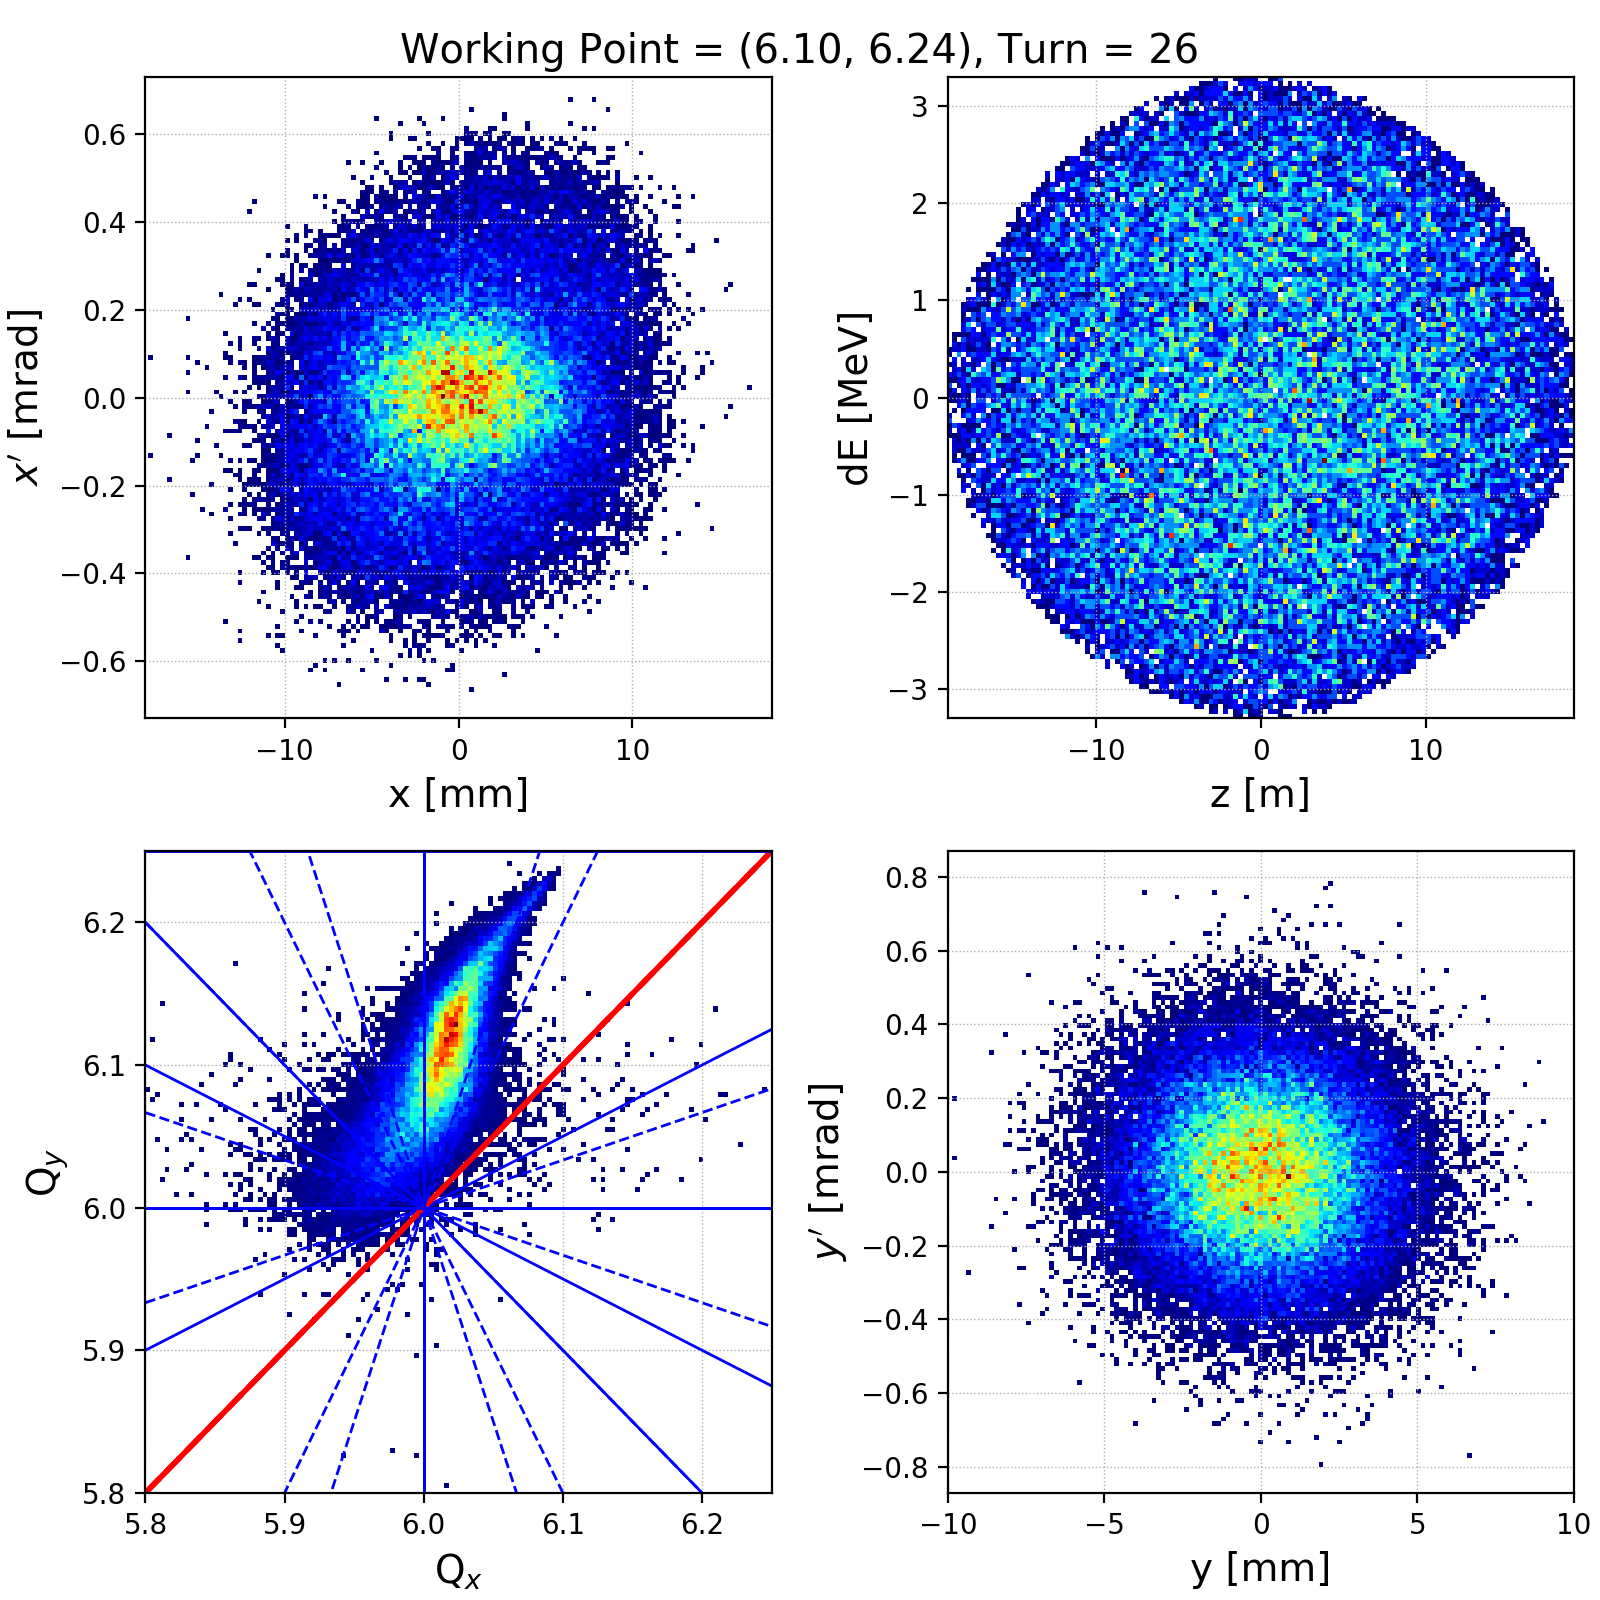 Working Point = (6.10, 6.24), Turn = 26
0.6
0.4
0.2
0.0
−0.2
−0.4
−0.6
x′ [mrad]
−10 0 10
x [mm]
3
2
1
0
−1
−2
−3
dE [MeV]
−10 0 10
z [m]
6.2
6.1
6.0
5.9
5.8
Qy
5.8 5.9 6.0 6.1 6.2
Qx
0.8
0.6
0.4
0.2
0.0
−0.2
−0.4
−0.6
−0.8
y′ [mrad]
−10 −5 0 5 10
y [mm]